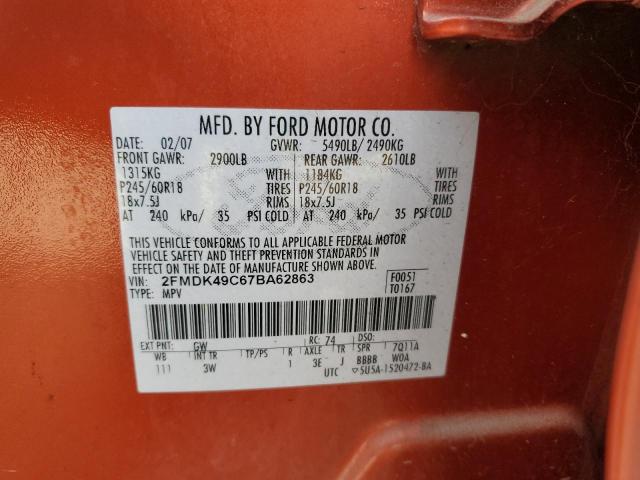 MFD. BY FORD MOTOR CO.
DATE: 02/07 GVWR: 5490LB/ 2490KG
FRONT GAWR: 2900LB REAR GAWR: 2610LB
1315KG WITH 1184KG WITH
P245/60R18 TIRES P245/60R18 TIRES
18x7.5J RIMS 18x7.5J RIMS
AT 240 kPa/ 35 PSI COLD AT 240 kPa/ 35 PSI COLD
THIS VEHICLE CONFORMS TO ALL APPLICABLE FEDERAL MOTOR
VEHICLE SAFETY AND THEFT PREVENTION STANDARDS IN
EFFECT ON THE DATE OF MANUFACTURE SHOWN ABOVE.
VIN: 2FMDK49C67BA62863 F0051
TYPE: MPV T0167
EXT PNT: GW RC: 74 DSO:
WB INT TR TP/PS R AXLE TR SPR 7Q11A
111 3W 1 3E J BBBB WOA
UTC 5U5A-1520472-BA